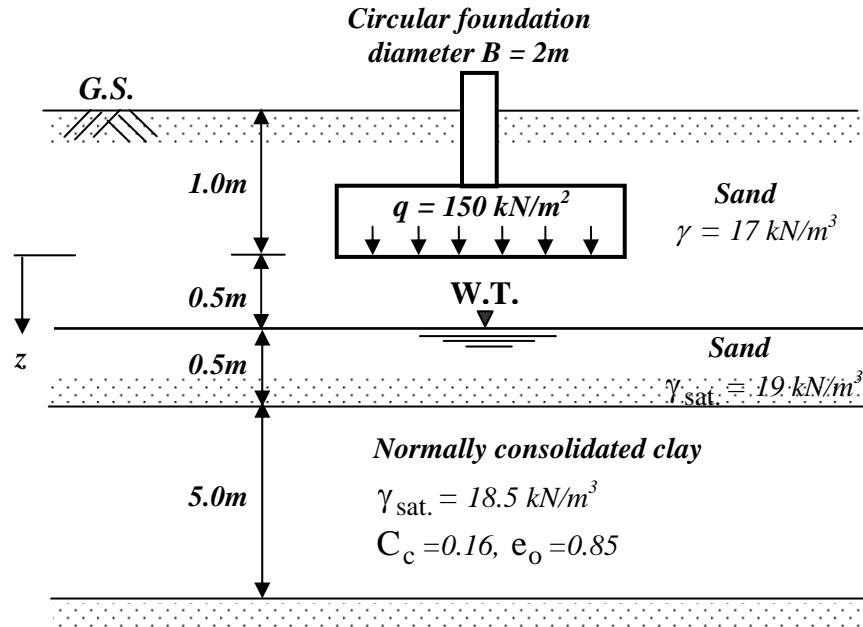 Circular foundation
diameter B = 2m
G.S.
1.0m
q = 150 kN/m²
Sand
γ = 17 kN/m³
0.5m
W.T.
z
0.5m
Sand
γsat. = 19 kN/m³
Normally consolidated clay
5.0m
γsat. = 18.5 kN/m³
Cc =0.16, eo =0.85